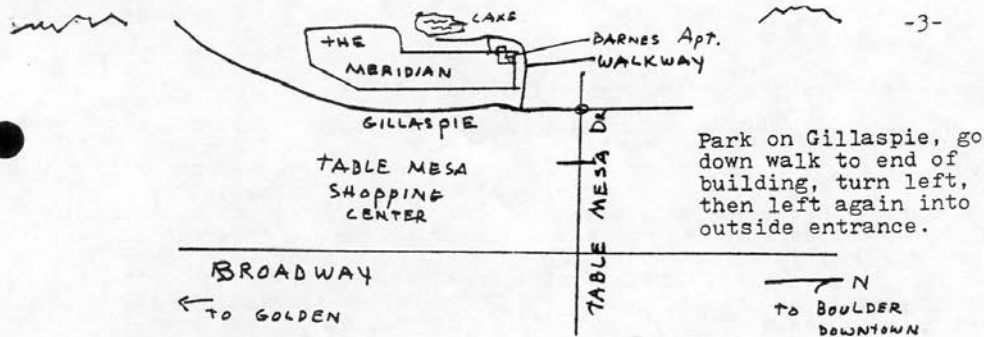 -3-
LAKE
THE
MERIDIAN
BARNES Apt.
WALKWAY
GILLASPIE
TABLE MESA
SHOPPING
CENTER
TABLE MESA DR
Park on Gillaspie, go
down walk to end of
building, turn left,
then left again into
outside entrance.
BROADWAY
← TO GOLDEN
N
TO BOULDER
DOWNTOWN